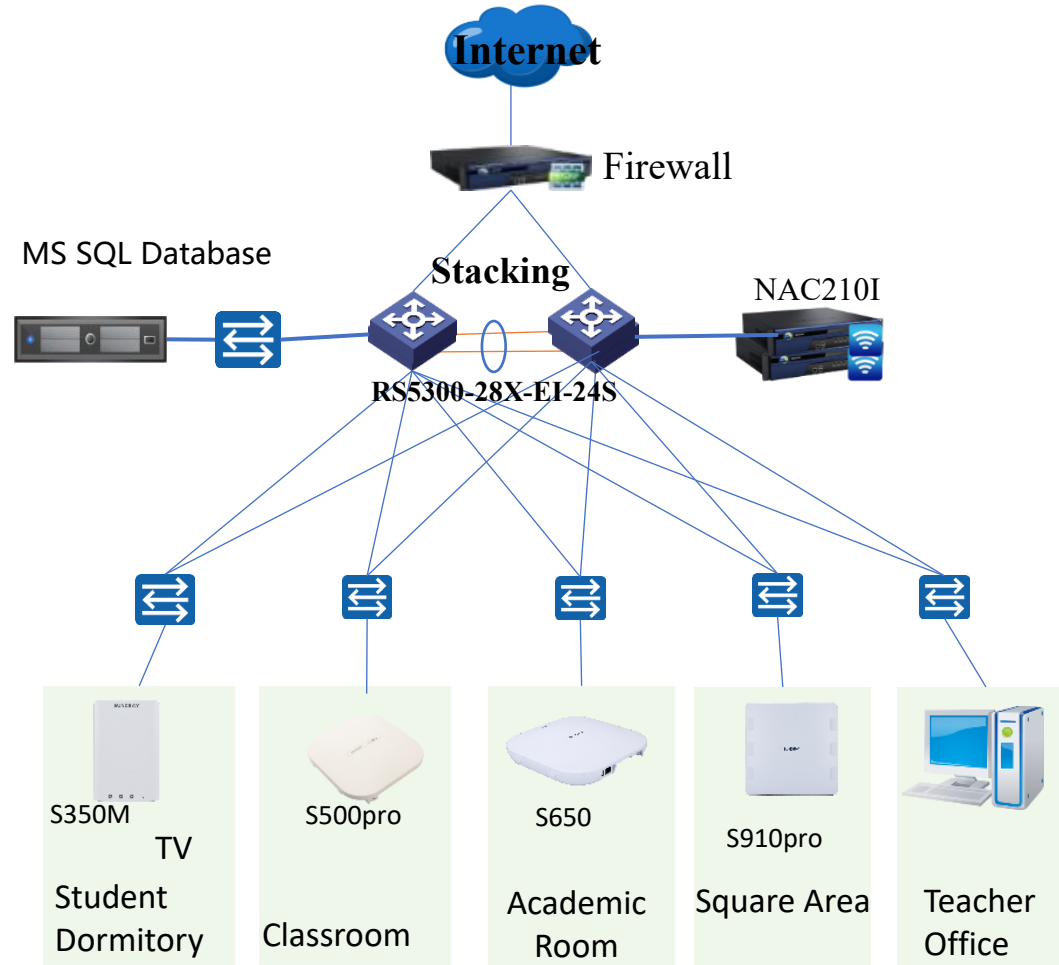 Internet
Firewall
MS SQL Database
Stacking
NAC210I
RS5300-28X-EI-24S
S350M
TV
Student
Dormitory
S500pro
Classroom
S650
Academic
Room
S910pro
Square Area
Teacher
Office